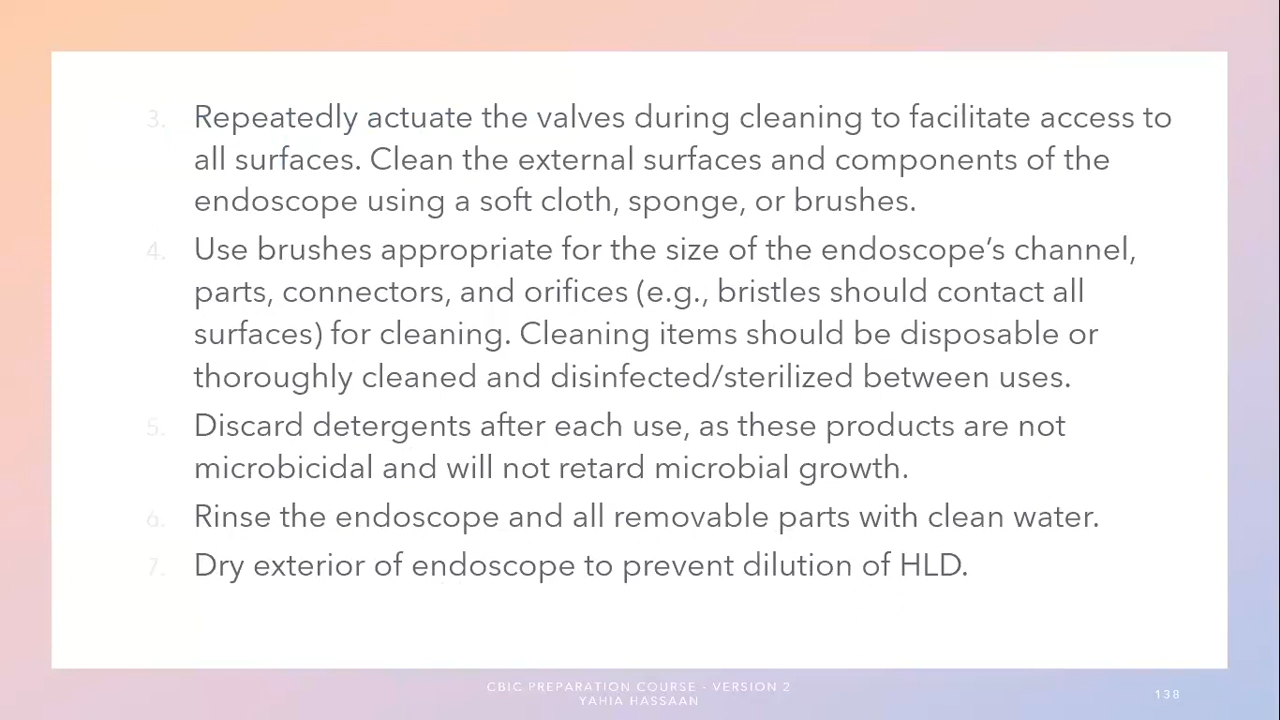 3. Repeatedly actuate the valves during cleaning to facilitate access to
all surfaces. Clean the external surfaces and components of the
endoscope using a soft cloth, sponge, or brushes.
4. Use brushes appropriate for the size of the endoscope’s channel,
parts, connectors, and orifices (e.g., bristles should contact all
surfaces) for cleaning. Cleaning items should be disposable or
thoroughly cleaned and disinfected/sterilized between uses.
5. Discard detergents after each use, as these products are not
microbicidal and will not retard microbial growth.
6. Rinse the endoscope and all removable parts with clean water.
7. Dry exterior of endoscope to prevent dilution of HLD.
CBIC PREPARATION COURSE - VERSION 2
YAHIA HASSAAN
138